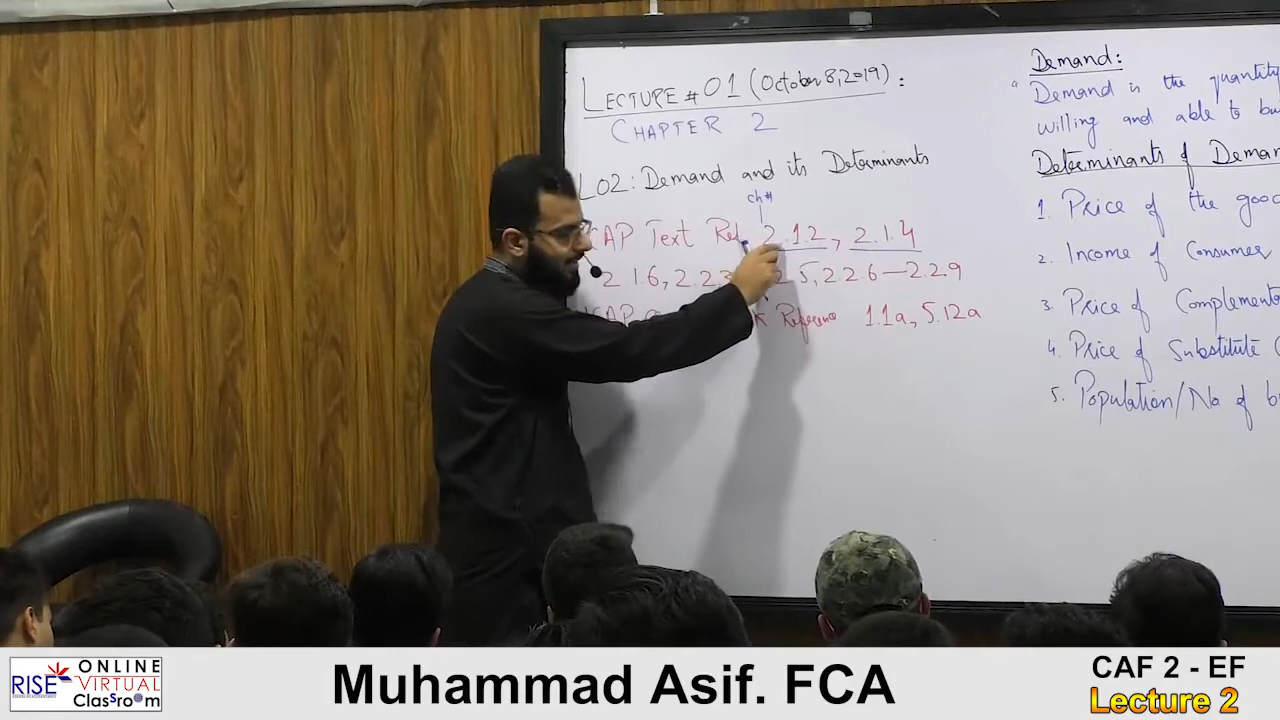 LECTURE # 01 (October 8, 2019) :
CHAPTER 2
LO2: Demand and its Determinants
ch#
AP Text Ref 2.1.2, 2.1.4
2.1.6, 2.2.3 2.5, 2.2.6—2.2.9
Reference 1.1a, 5.12a
Demand:
"Demand is the quantity
willing and able to bu
Determinants of Deman
1. Price of the good
2. Income of Consumer
3. Price of Complement
4. Price of Substitute
5. Population/No of b
RISE ONLINE VIRTUAL Classroom
Muhammad Asif. FCA
CAF 2 - EF
Lecture 2